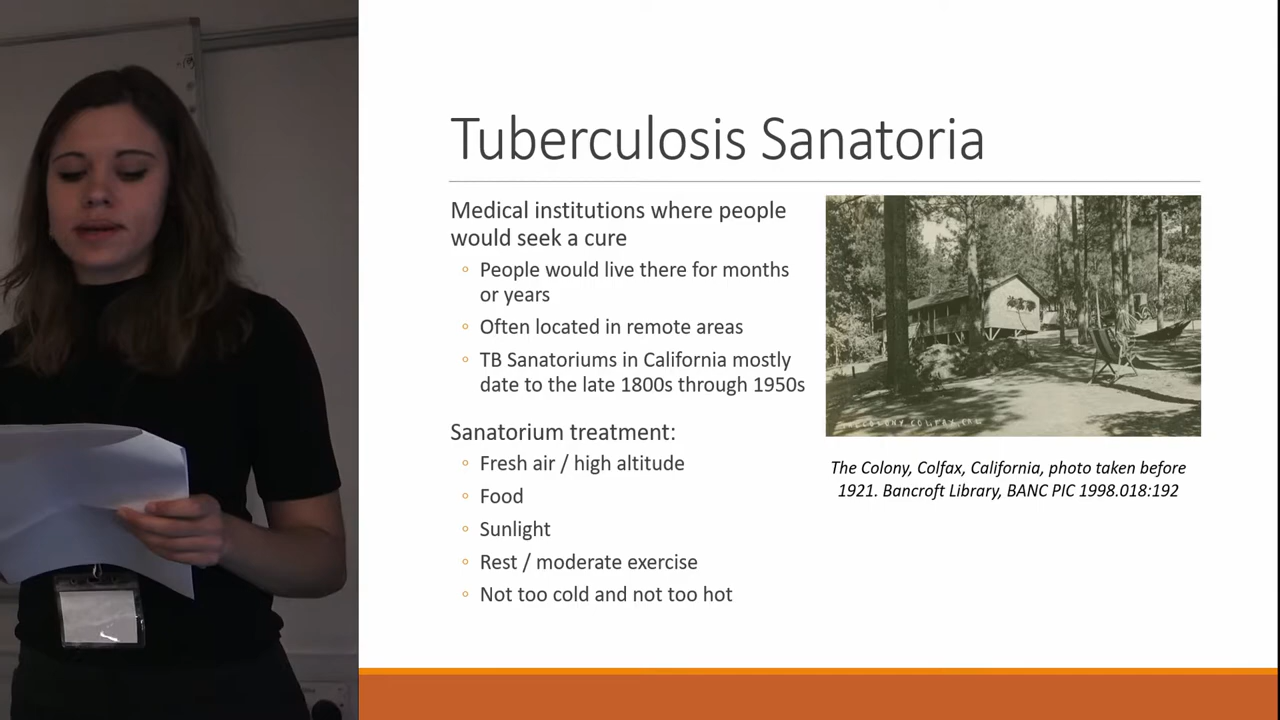 Tuberculosis Sanatoria
Medical institutions where people
would seek a cure
People would live there for months
or years
Often located in remote areas
TB Sanatoriums in California mostly
date to the late 1800s through 1950s
Sanatorium treatment:
Fresh air / high altitude
Food
Sunlight
Rest / moderate exercise
Not too cold and not too hot
The Colony, Colfax, California, photo taken before
1921. Bancroft Library, BANC PIC 1998.018:192